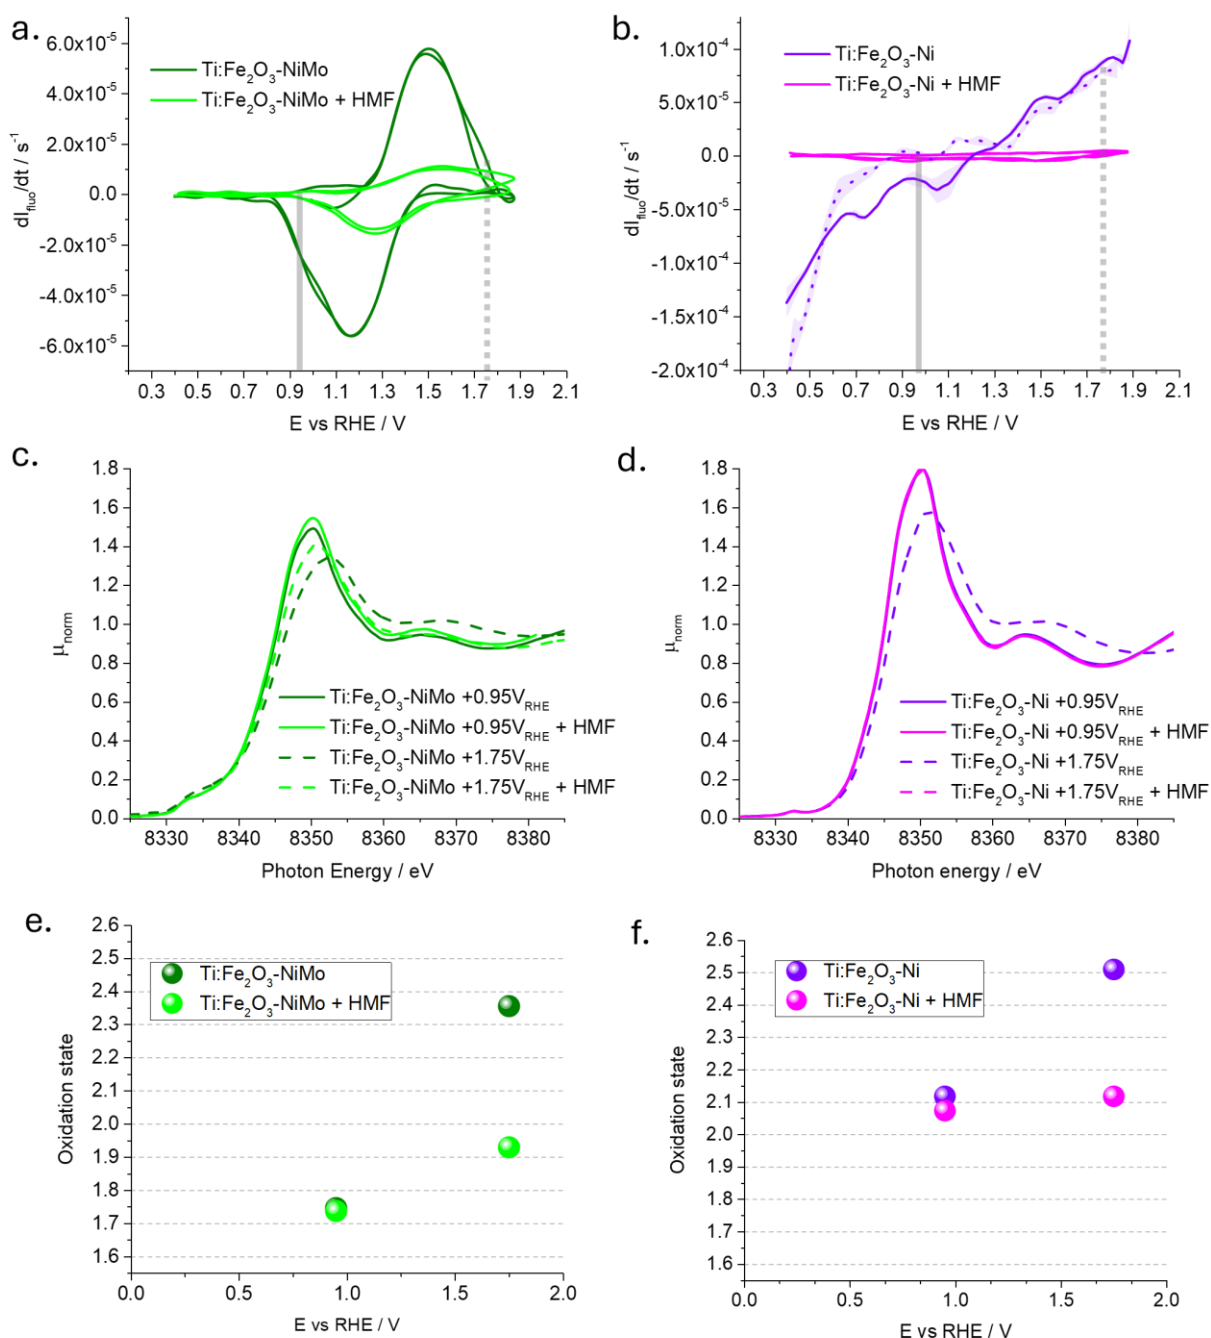 a.
6.0x10⁻⁵
4.0x10⁻⁵
2.0x10⁻⁵
0.0
-2.0x10⁻⁵
-4.0x10⁻⁵
-6.0x10⁻⁵
dI_fluo/dt / s⁻¹
Ti:Fe₂O₃-NiMo
Ti:Fe₂O₃-NiMo + HMF
0.3 0.5 0.7 0.9 1.1 1.3 1.5 1.7 1.9 2.1
E vs RHE / V
b.
1.0x10⁻⁴
5.0x10⁻⁵
0.0
-5.0x10⁻⁵
-1.0x10⁻⁴
-1.5x10⁻⁴
-2.0x10⁻⁴
dI_fluo/dt / s⁻¹
Ti:Fe₂O₃-Ni
Ti:Fe₂O₃-Ni + HMF
0.3 0.5 0.7 0.9 1.1 1.3 1.5 1.7 1.9 2.1
E vs RHE / V
c.
1.8
1.6
1.4
1.2
1.0
0.8
0.6
0.4
0.2
0.0
μ_norm
Ti:Fe₂O₃-NiMo +0.95V_RHE
Ti:Fe₂O₃-NiMo +0.95V_RHE + HMF
Ti:Fe₂O₃-NiMo +1.75V_RHE
Ti:Fe₂O₃-NiMo +1.75V_RHE + HMF
8330 8340 8350 8360 8370 8380
Photon Energy / eV
d.
1.8
1.6
1.4
1.2
1.0
0.8
0.6
0.4
0.2
0.0
μ_norm
Ti:Fe₂O₃-Ni +0.95V_RHE
Ti:Fe₂O₃-Ni +0.95V_RHE + HMF
Ti:Fe₂O₃-Ni +1.75V_RHE
Ti:Fe₂O₃-Ni +1.75V_RHE + HMF
8330 8340 8350 8360 8370 8380
Photon energy / eV
e.
2.6
2.5
2.4
2.3
2.2
2.1
2.0
1.9
1.8
1.7
1.6
Oxidation state
Ti:Fe₂O₃-NiMo
Ti:Fe₂O₃-NiMo + HMF
0.0 0.5 1.0 1.5 2.0
E vs RHE / V
f.
2.6
2.5
2.4
2.3
2.2
2.1
2.0
1.9
1.8
1.7
1.6
Oxidation state
Ti:Fe₂O₃-Ni
Ti:Fe₂O₃-Ni + HMF
0.0 0.5 1.0 1.5 2.0
E vs RHE / V